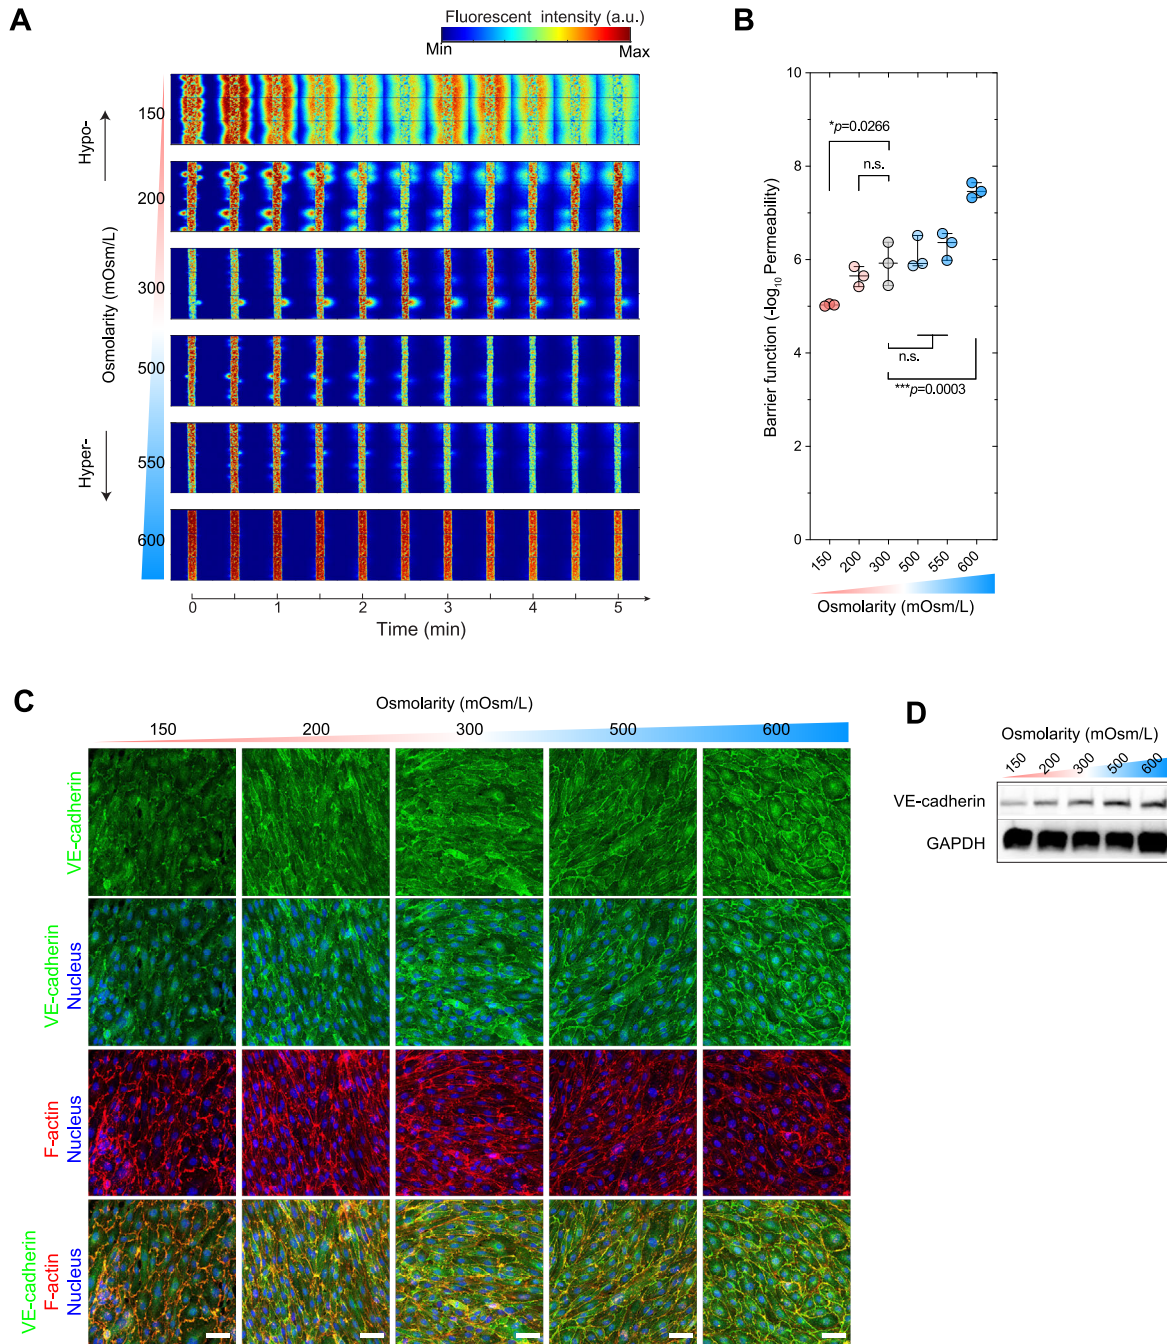 A
Fluorescent intensity (a.u.)
Min
Max
Hypo-
Hyper-
Osmolarity (mOsm/L)
150
200
300
500
550
600
0
1
2
3
4
5
Time (min)
B
Barrier function (-log10 Permeability)
10
8
6
4
2
0
*p=0.0266
n.s.
n.s.
***p=0.0003
150
200
300
500
550
600
Osmolarity (mOsm/L)
C
Osmolarity (mOsm/L)
150
200
300
500
600
VE-cadherin
VE-cadherin
Nucleus
F-actin
Nucleus
VE-cadherin
F-actin
Nucleus
D
Osmolarity (mOsm/L)
150
200
300
500
600
VE-cadherin
GAPDH